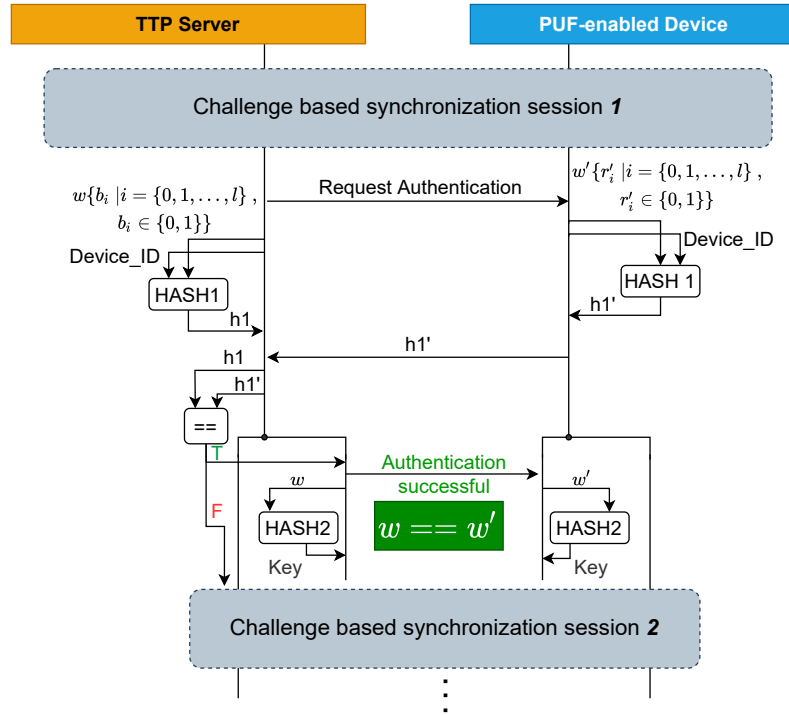 TTP Server
PUF-enabled Device
Challenge based synchronization session 1
w{b_i | i = {0, 1, …, l} ,
b_i ∈ {0, 1}}
Request Authentication
w′{r′_i | i = {0, 1, …, l} ,
r′_i ∈ {0, 1}}
Device_ID
Device_ID
HASH1
HASH 1
h1
h1'
h1'
h1
h1'
==
T
Authentication
successful
w
w′
F
HASH2
w == w′
HASH2
Key
Key
Challenge based synchronization session 2
⋮